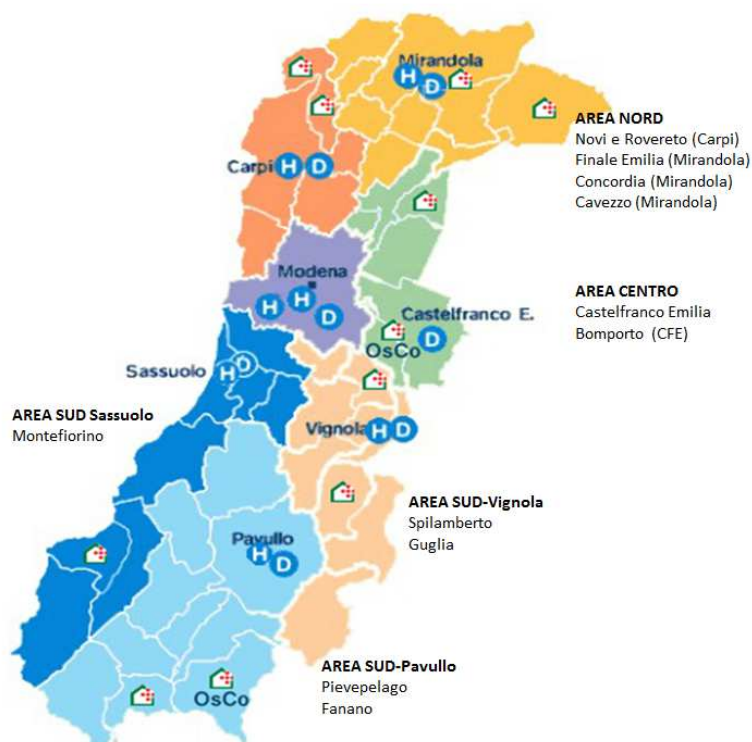 Mirandola
H D
AREA NORD
Novi e Rovereto (Carpi)
Finale Emilia (Mirandola)
Concordia (Mirandola)
Cavezzo (Mirandola)
Carpi H D
Modena
H H D
AREA CENTRO
Castelfranco Emilia
Bomporto (CFE)
Castelfranco E.
OsCo D
Sassuolo H D
AREA SUD Sassuolo
Montefiorino
Vignola H D
AREA SUD-Vignola
Spilamberto
Guglia
Pavullo
H D
AREA SUD-Pavullo
Pievepelago
Fanano
OsCo